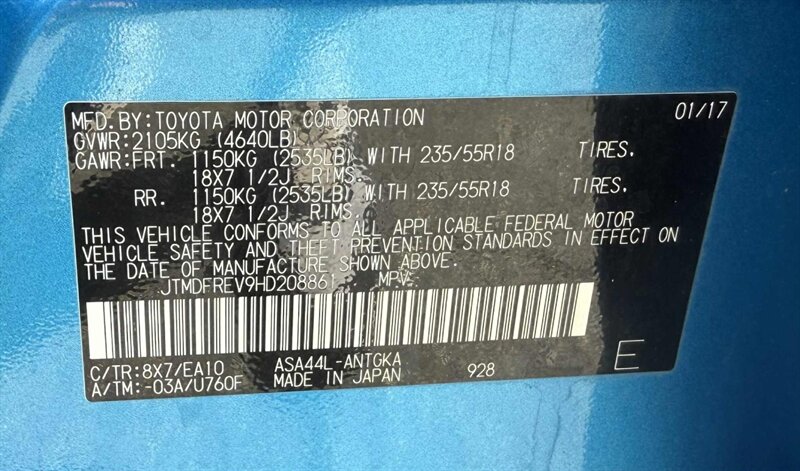 MFD.BY:TOYOTA MOTOR CORPORATION 01/17
GVWR:2105KG (4640LB)
GAWR:FRT. 1150KG (2535LB) WITH 235/55R18 TIRES.
18X7 1/2J RIMS.
RR. 1150KG (2535LB) WITH 235/55R18 TIRES.
18X7 1/2J RIMS.
THIS VEHICLE CONFORMS TO ALL APPLICABLE FEDERAL MOTOR
VEHICLE SAFETY AND THEFT PREVENTION STANDARDS IN EFFECT ON
THE DATE OF MANUFACTURE SHOWN ABOVE.
JTMDFREV9HD208861 MPV
C/TR:8X7/EA10 ASA44L-ANTGKA
A/TM:-03A/U760F MADE IN JAPAN 928 E